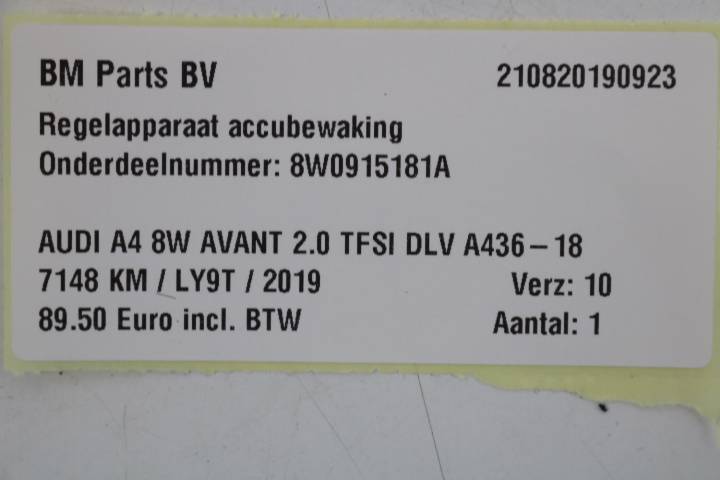 BM Parts BV 210820190923
Regelapparaat accubewaking
Onderdeelnummer: 8W0915181A
AUDI A4 8W AVANT 2.0 TFSI DLV A436-18
7148 KM / LY9T / 2019 Verz: 10
89.50 Euro incl. BTW Aantal: 1